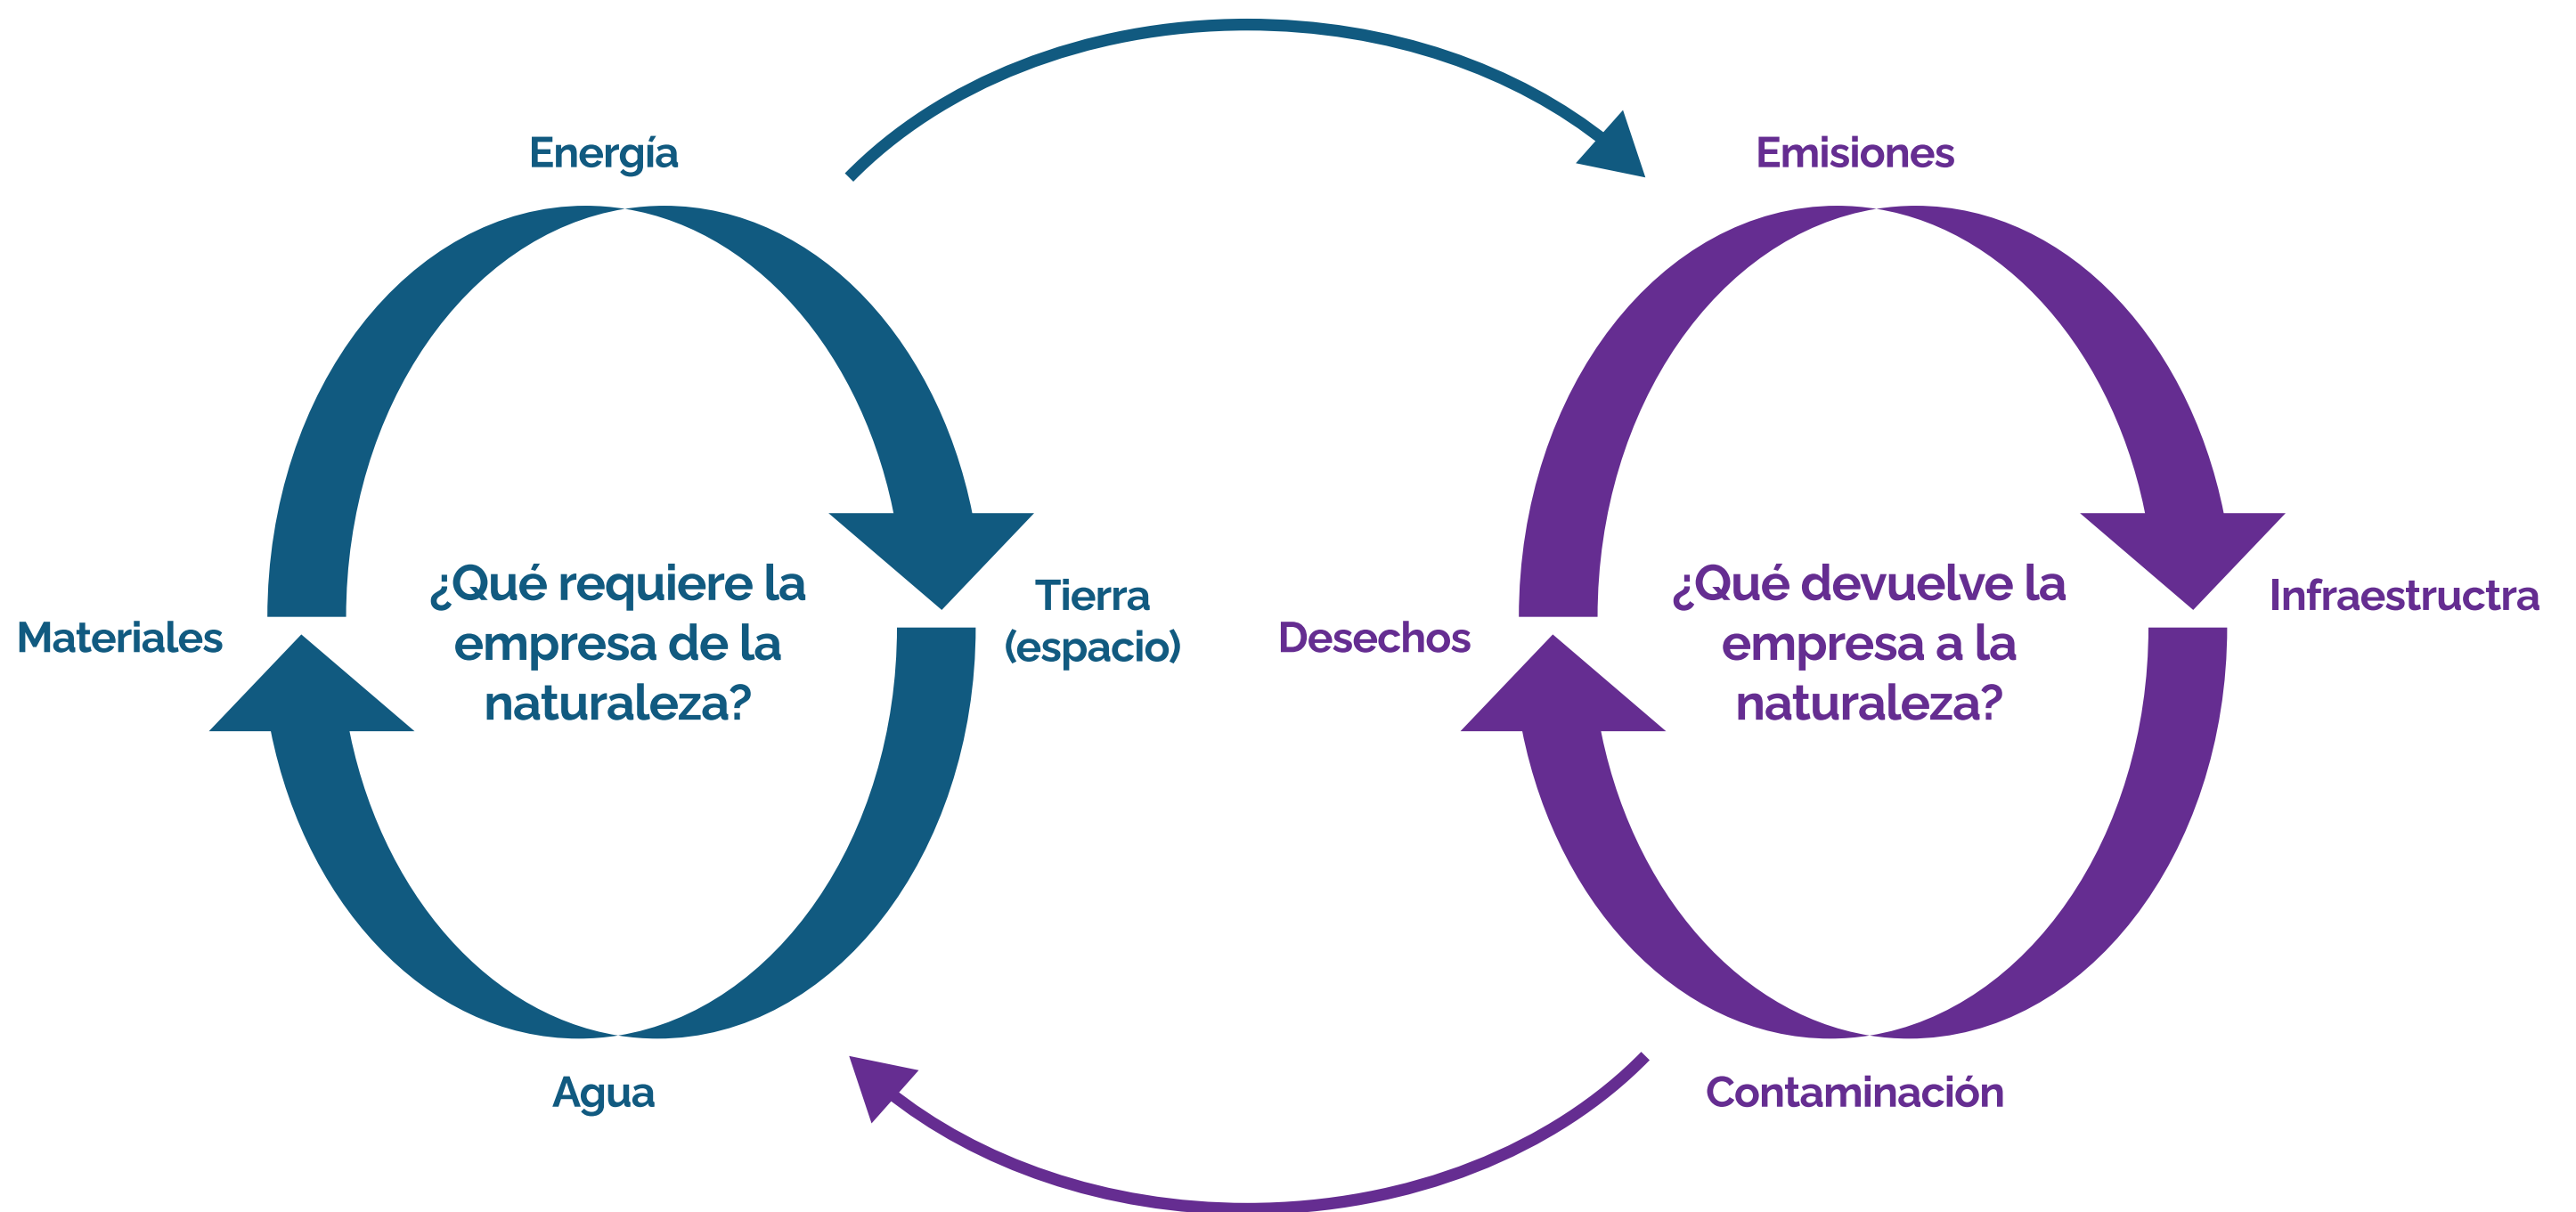 Energía
¿Qué requiere la
empresa de la
naturaleza?
Materiales
Tierra
(espacio)
Agua
Emisiones
¿Qué devuelve la
empresa a la
naturaleza?
Desechos
Infraestructra
Contaminación